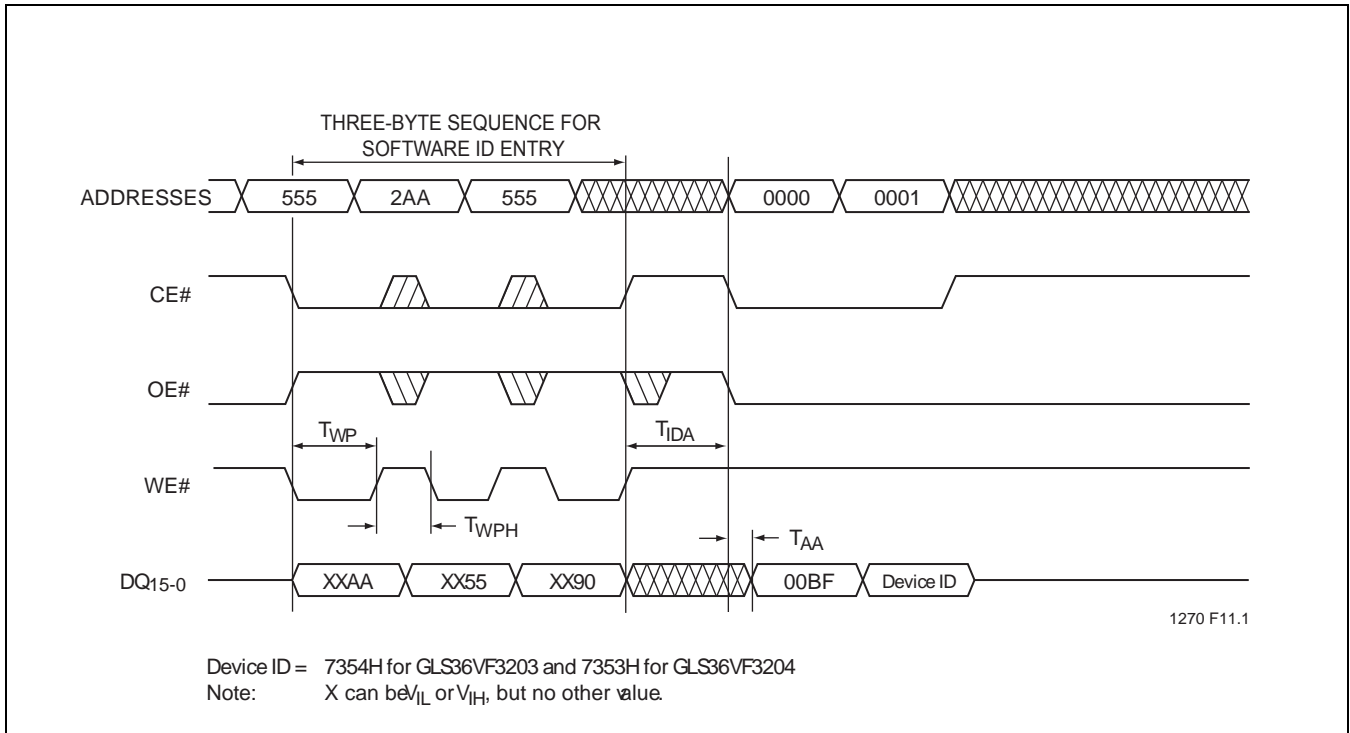 THREE-BYTE SEQUENCE FOR
SOFTWARE ID ENTRY
ADDRESSES 555 2AA 555 0000 0001
CE#
OE#
TWP TIDA
WE#
TWPH TAA
DQ15-0 XXAA XX55 XX90 00BF Device ID
1270 F11.1
Device ID = 7354H for GLS36VF3203 and 7353H for GLS36VF3204
Note: X can be VIL or VIH, but no other value.